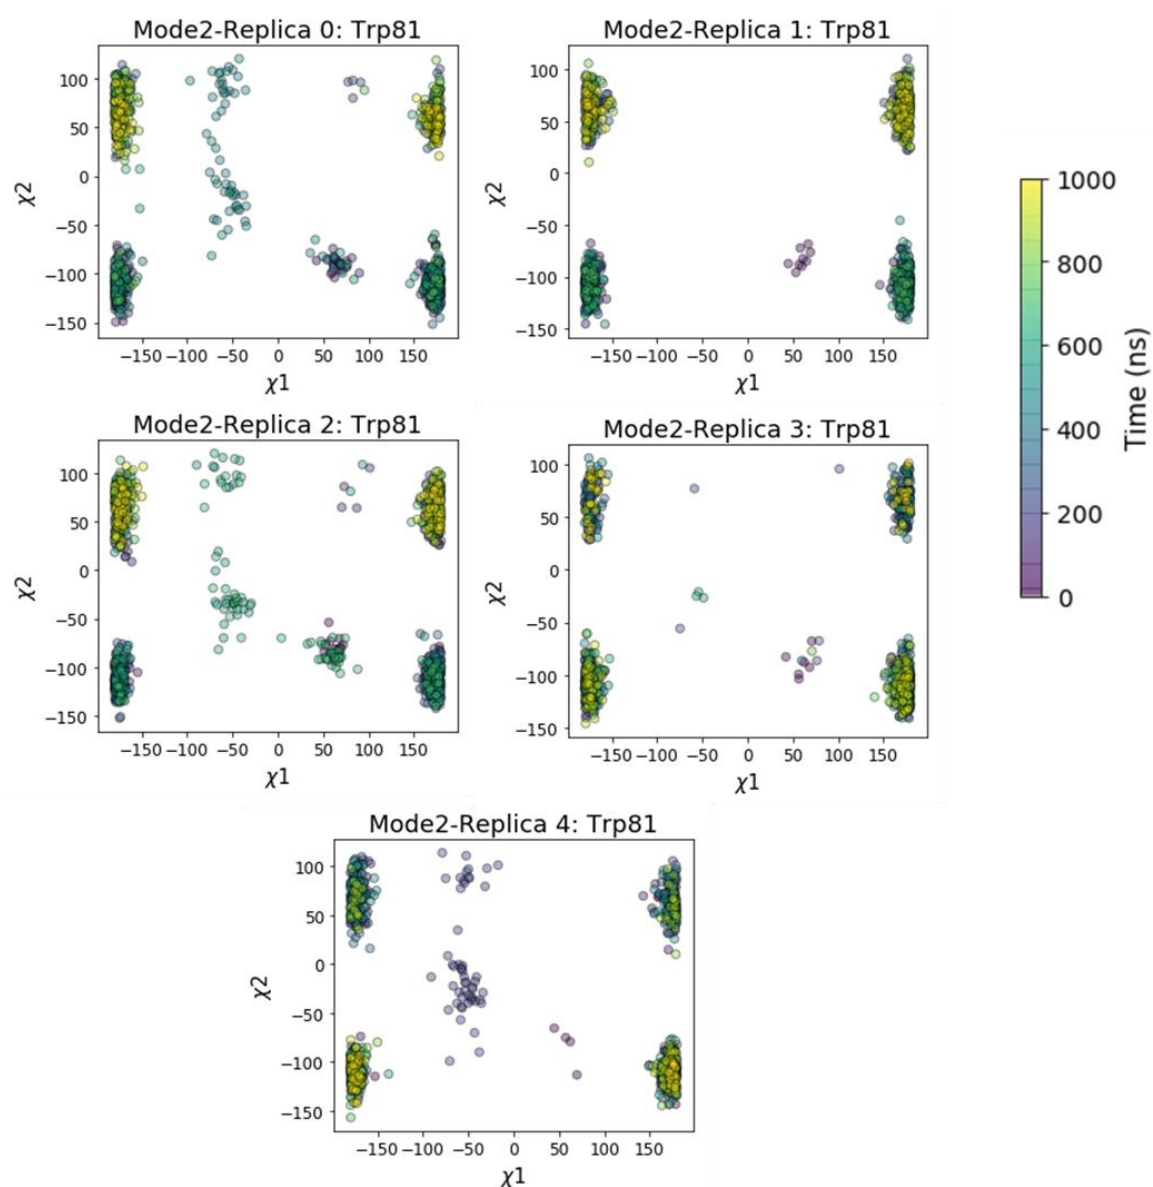 Mode2-Replica 0: Trp81
100
50
0
−50
−100
−150
χ2
−150 −100 −50 0 50 100 150
χ1
Mode2-Replica 1: Trp81
100
50
0
−50
−100
−150
χ2
−150 −100 −50 0 50 100 150
χ1
1000
800
600
400
200
0
Time (ns)
Mode2-Replica 2: Trp81
100
50
0
−50
−100
−150
χ2
−150 −100 −50 0 50 100 150
χ1
Mode2-Replica 3: Trp81
100
50
0
−50
−100
−150
χ2
−150 −100 −50 0 50 100 150
χ1
Mode2-Replica 4: Trp81
100
50
0
−50
−100
−150
χ2
−150 −100 −50 0 50 100 150
χ1